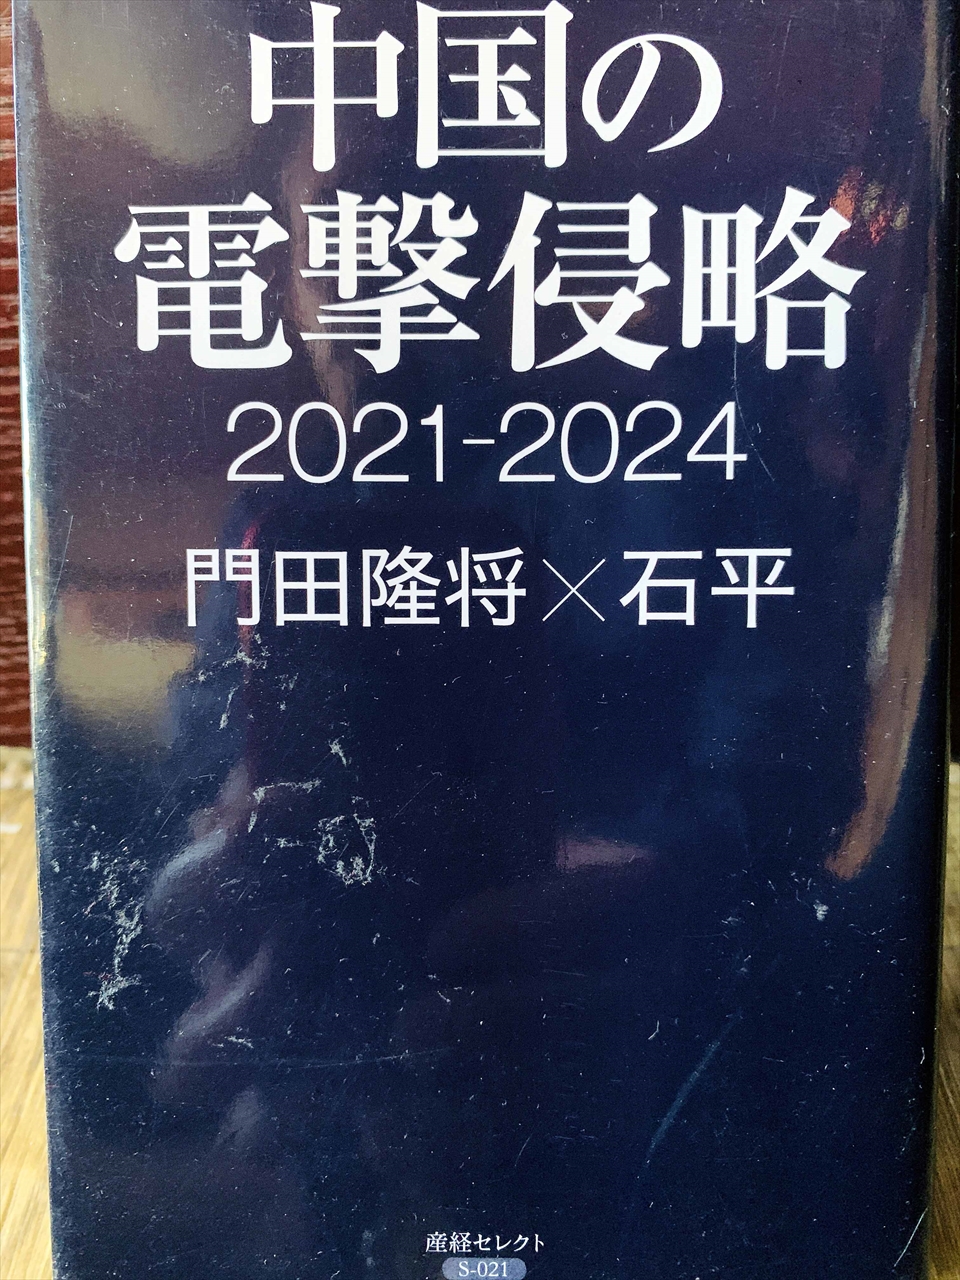 中国の
電撃侵略
2021-2024
門田隆将×石平
産経セレクト
S-021